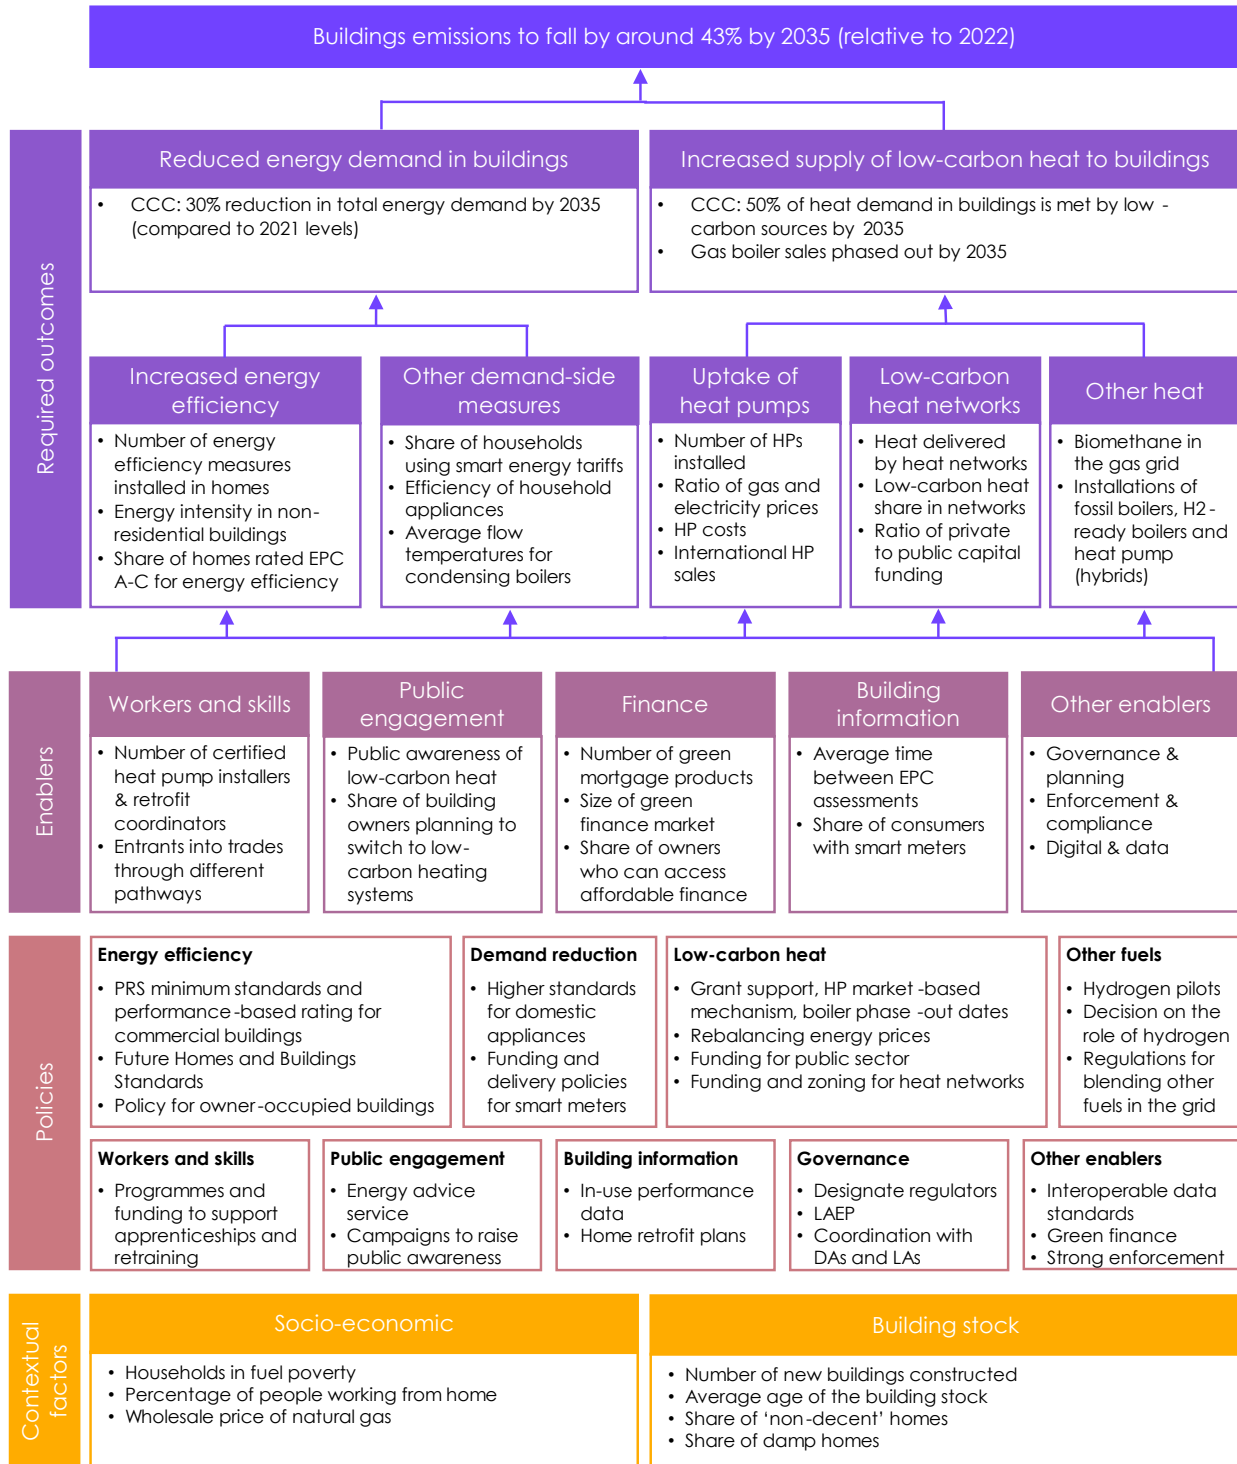 Buildings emissions to fall by around 43% by 2035 (relative to 2022)
Required outcomes
Reduced energy demand in buildings
• CCC: 30% reduction in total energy demand by 2035
(compared to 2021 levels)
Increased supply of low-carbon heat to buildings
• CCC: 50% of heat demand in buildings is met by low -
carbon sources by 2035
• Gas boiler sales phased out by 2035
Increased energy
efficiency
• Number of energy
efficiency measures
installed in homes
• Energy intensity in non-
residential buildings
• Share of homes rated EPC
A-C for energy efficiency
Other demand-side
measures
• Share of households
using smart energy tariffs
• Efficiency of household
appliances
• Average flow
temperatures for
condensing boilers
Uptake of
heat pumps
• Number of HPs
installed
• Ratio of gas and
electricity prices
• HP costs
• International HP
sales
Low-carbon
heat networks
• Heat delivered
by heat networks
• Low-carbon heat
share in networks
• Ratio of private
to public capital
funding
Other heat
• Biomethane in
the gas grid
• Installations of
fossil boilers, H2-
ready boilers and
heat pump
(hybrids)
Enablers
Workers and skills
• Number of certified
heat pump installers
& retrofit
coordinators
• Entrants into trades
through different
pathways
Public
engagement
• Public awareness of
low-carbon heat
• Share of building
owners planning to
switch to low-
carbon heating
systems
Finance
• Number of green
mortgage products
• Size of green
finance market
• Share of owners
who can access
affordable finance
Building
information
• Average time
between EPC
assessments
• Share of consumers
with smart meters
Other enablers
• Governance &
planning
• Enforcement &
compliance
• Digital & data
Policies
Energy efficiency
• PRS minimum standards and
performance-based rating for
commercial buildings
• Future Homes and Buildings
Standards
• Policy for owner-occupied buildings
Demand reduction
• Higher standards
for domestic
appliances
• Funding and
delivery policies
for smart meters
Low-carbon heat
• Grant support, HP market -based
mechanism, boiler phase -out dates
• Rebalancing energy prices
• Funding for public sector
• Funding and zoning for heat networks
Other fuels
• Hydrogen pilots
• Decision on the
role of hydrogen
• Regulations for
blending other
fuels in the grid
Workers and skills
• Programmes and
funding to support
apprenticeships and
retraining
Public engagement
• Energy advice
service
• Campaigns to raise
public awareness
Building information
• In-use performance
data
• Home retrofit plans
Governance
• Designate regulators
• LAEP
• Coordination with
DAs and LAs
Other enablers
• Interoperable data
standards
• Green finance
• Strong enforcement
Contextual
factors
Socio-economic
• Households in fuel poverty
• Percentage of people working from home
• Wholesale price of natural gas
Building stock
• Number of new buildings constructed
• Average age of the building stock
• Share of ‘non-decent’ homes
• Share of damp homes